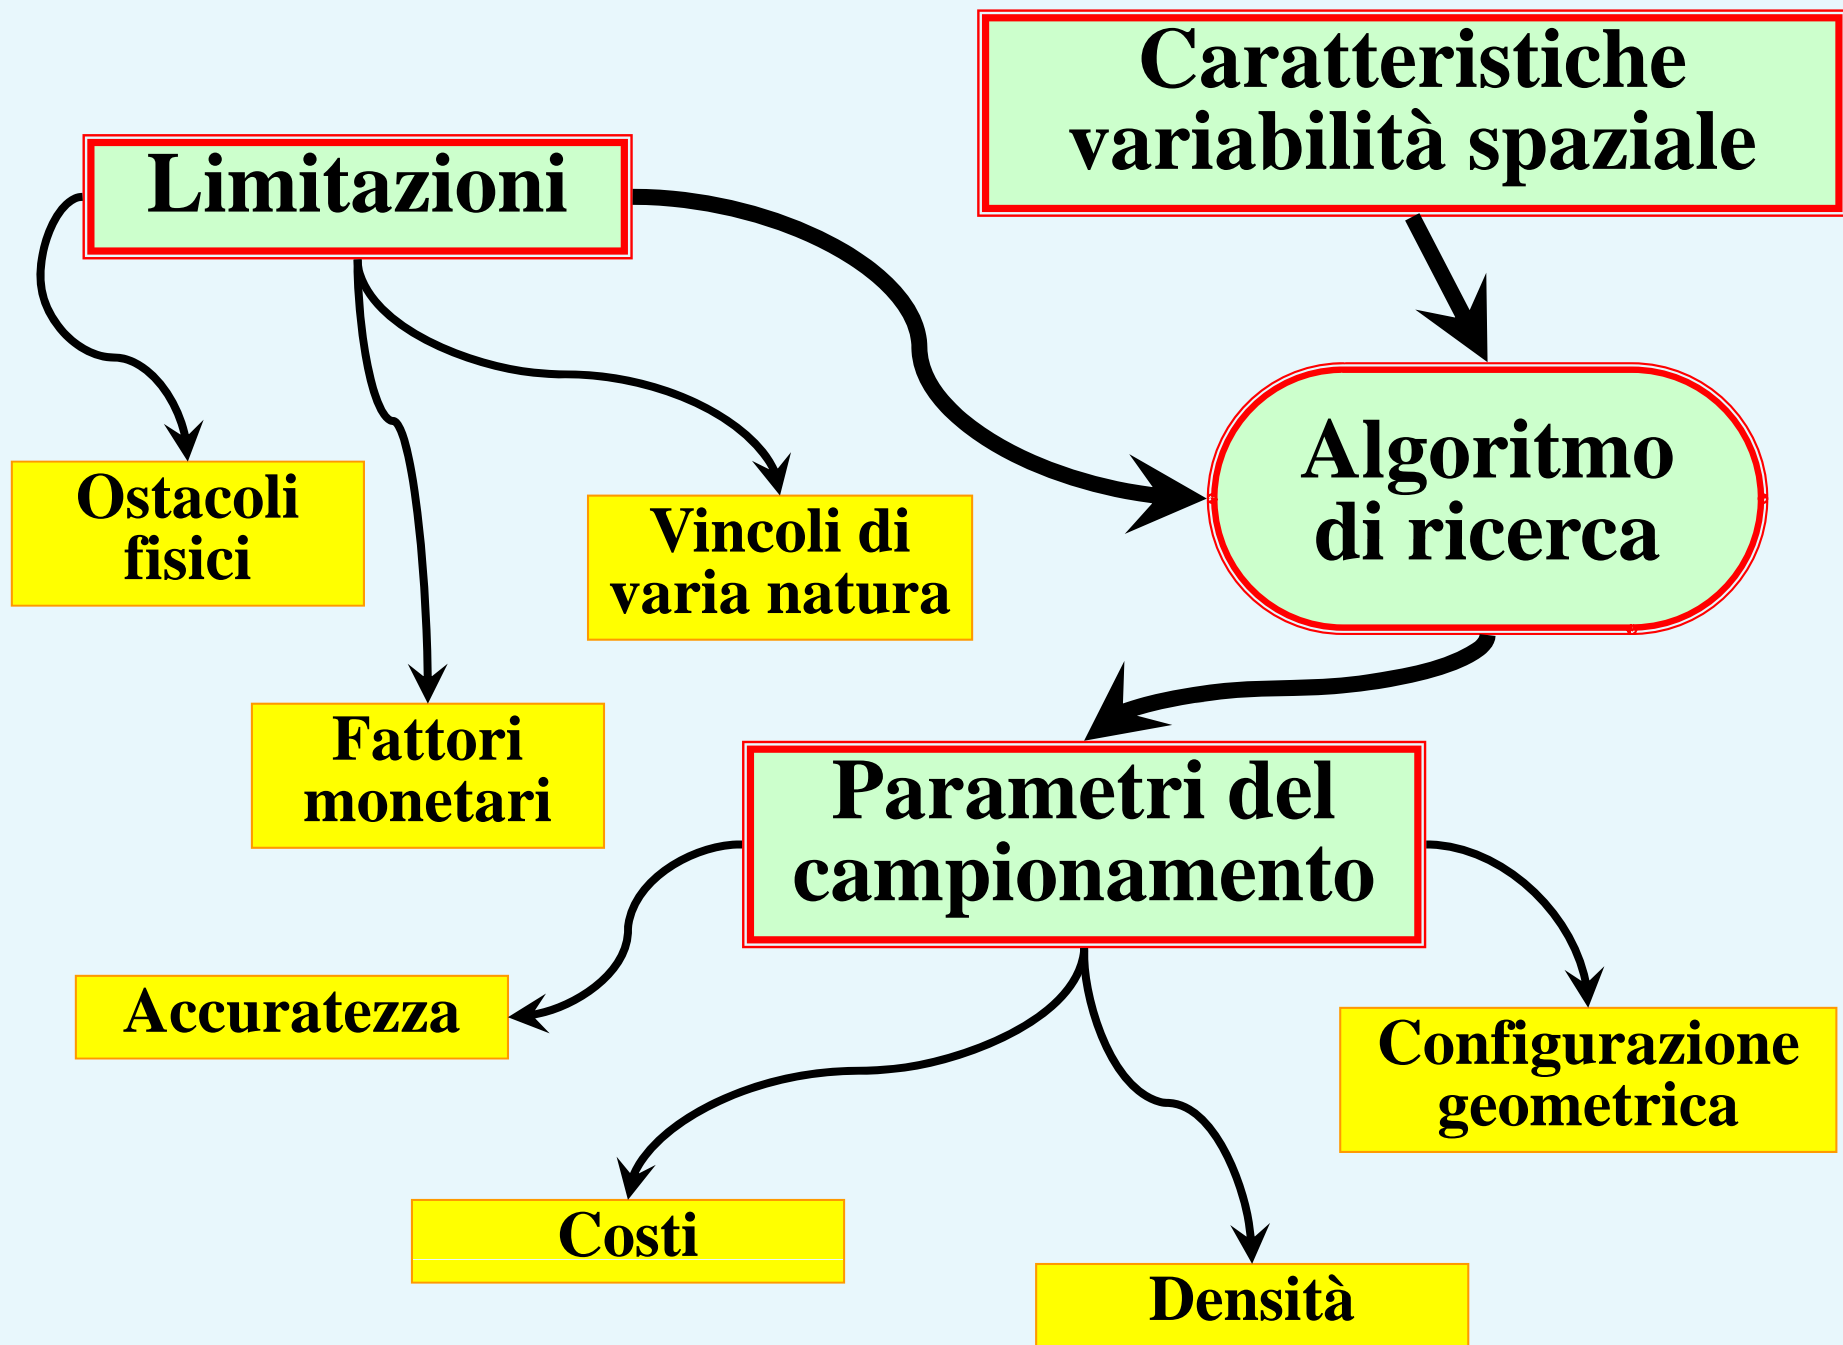 Caratteristiche
variabilità spaziale
Limitazioni
Algoritmo
di ricerca
Ostacoli
fisici
Vincoli di
varia natura
Fattori
monetari
Parametri del
campionamento
Accuratezza
Configurazione
geometrica
Costi
Densità